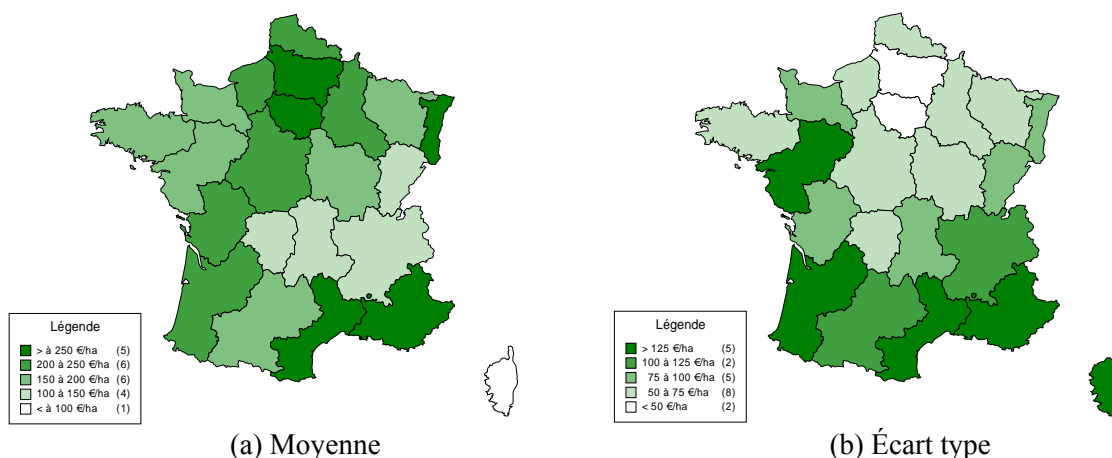 Légende
> à 250 €/ha (5)
200 à 250 €/ha (6)
150 à 200 €/ha (6)
100 à 150 €/ha (4)
< à 100 €/ha (1)
(a) Moyenne
Légende
> 125 €/ha (5)
100 à 125 €/ha (2)
75 à 100 €/ha (5)
50 à 75 €/ha (8)
< 50 €/ha (2)
(b) Écart type